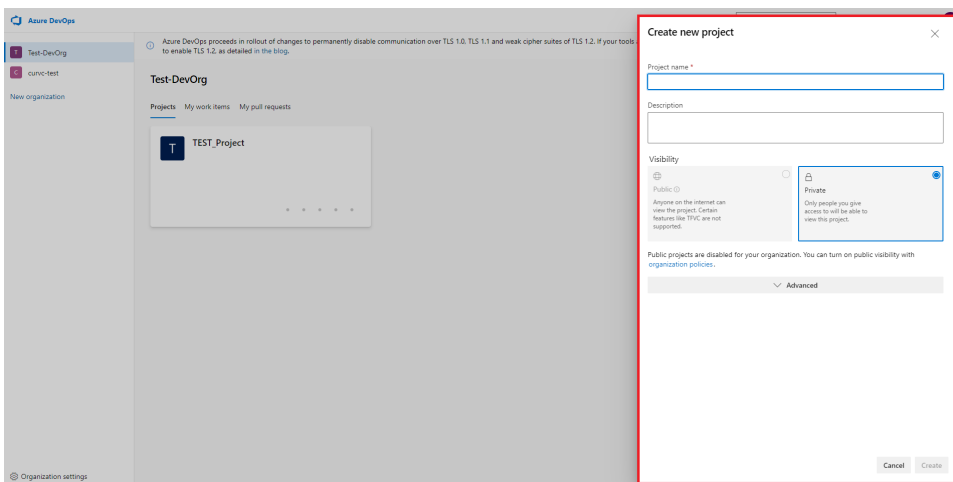 Azure DevOps
T Test-DevOrg
C curvc-test
New organization
Organization settings
Azure DevOps proceeds in rollout of changes to permanently disable communication over TLS 1.0, TLS 1.1 and weak cipher suites of TLS 1.2. If your tools
to enable TLS 1.2, as detailed in the blog.
Test-DevOrg
Projects My work items My pull requests
T TEST_Project
Create new project
Project name *
Description
Visibility
Public
Anyone on the internet can
view the project. Certain
features like TFVC are not
supported.
Private
Only people you give
access to will be able to
view this project.
Public projects are disabled for your organization. You can turn on public visibility with
organization policies.
Advanced
Cancel Create